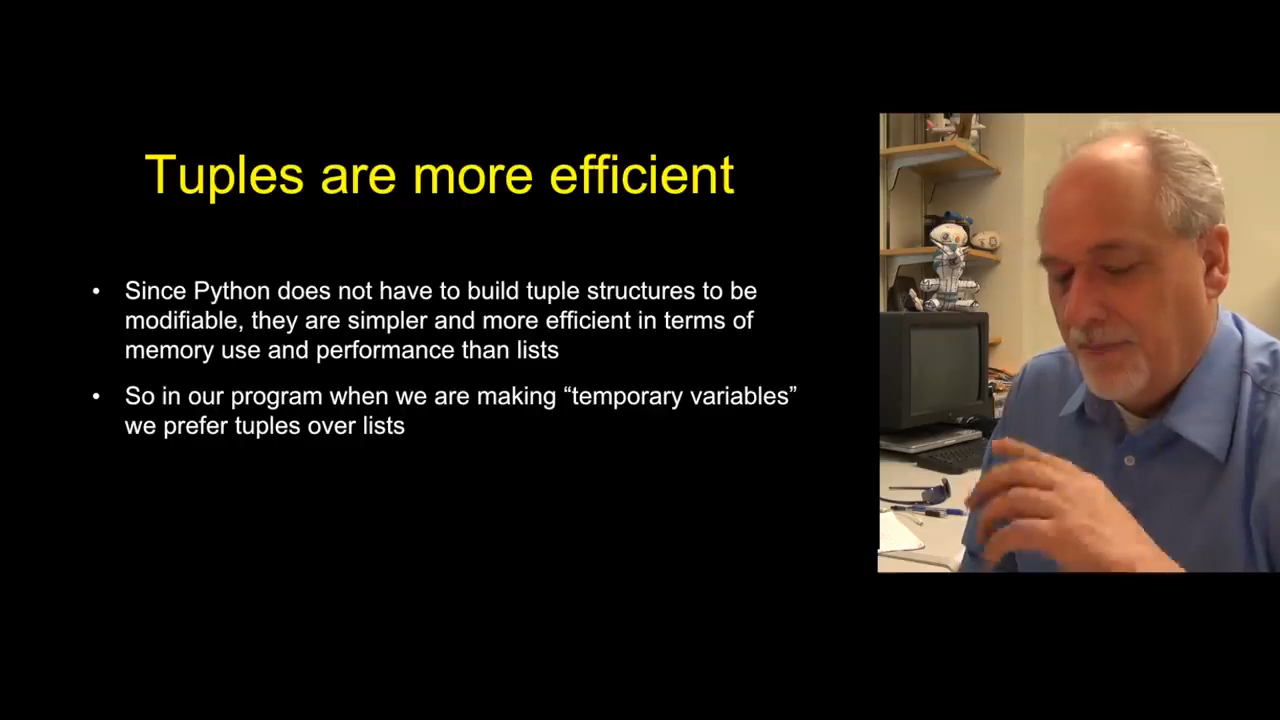 Tuples are more efficient
• Since Python does not have to build tuple structures to be
modifiable, they are simpler and more efficient in terms of
memory use and performance than lists
• So in our program when we are making “temporary variables”
we prefer tuples over lists